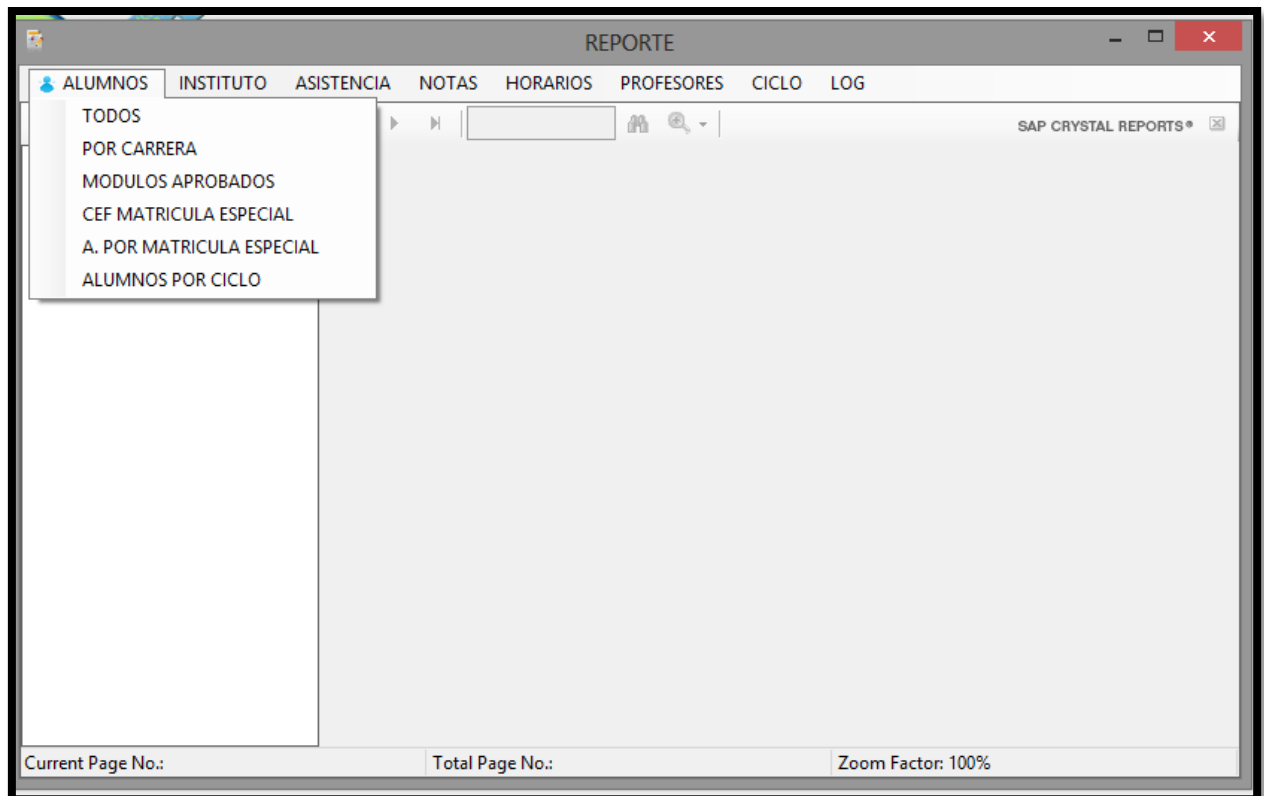 REPORTE
ALUMNOS INSTITUTO ASISTENCIA NOTAS HORARIOS PROFESORES CICLO LOG
TODOS
SAP CRYSTAL REPORTS®
POR CARRERA
MODULOS APROBADOS
CEF MATRICULA ESPECIAL
A. POR MATRICULA ESPECIAL
ALUMNOS POR CICLO
Current Page No.: Total Page No.: Zoom Factor: 100%